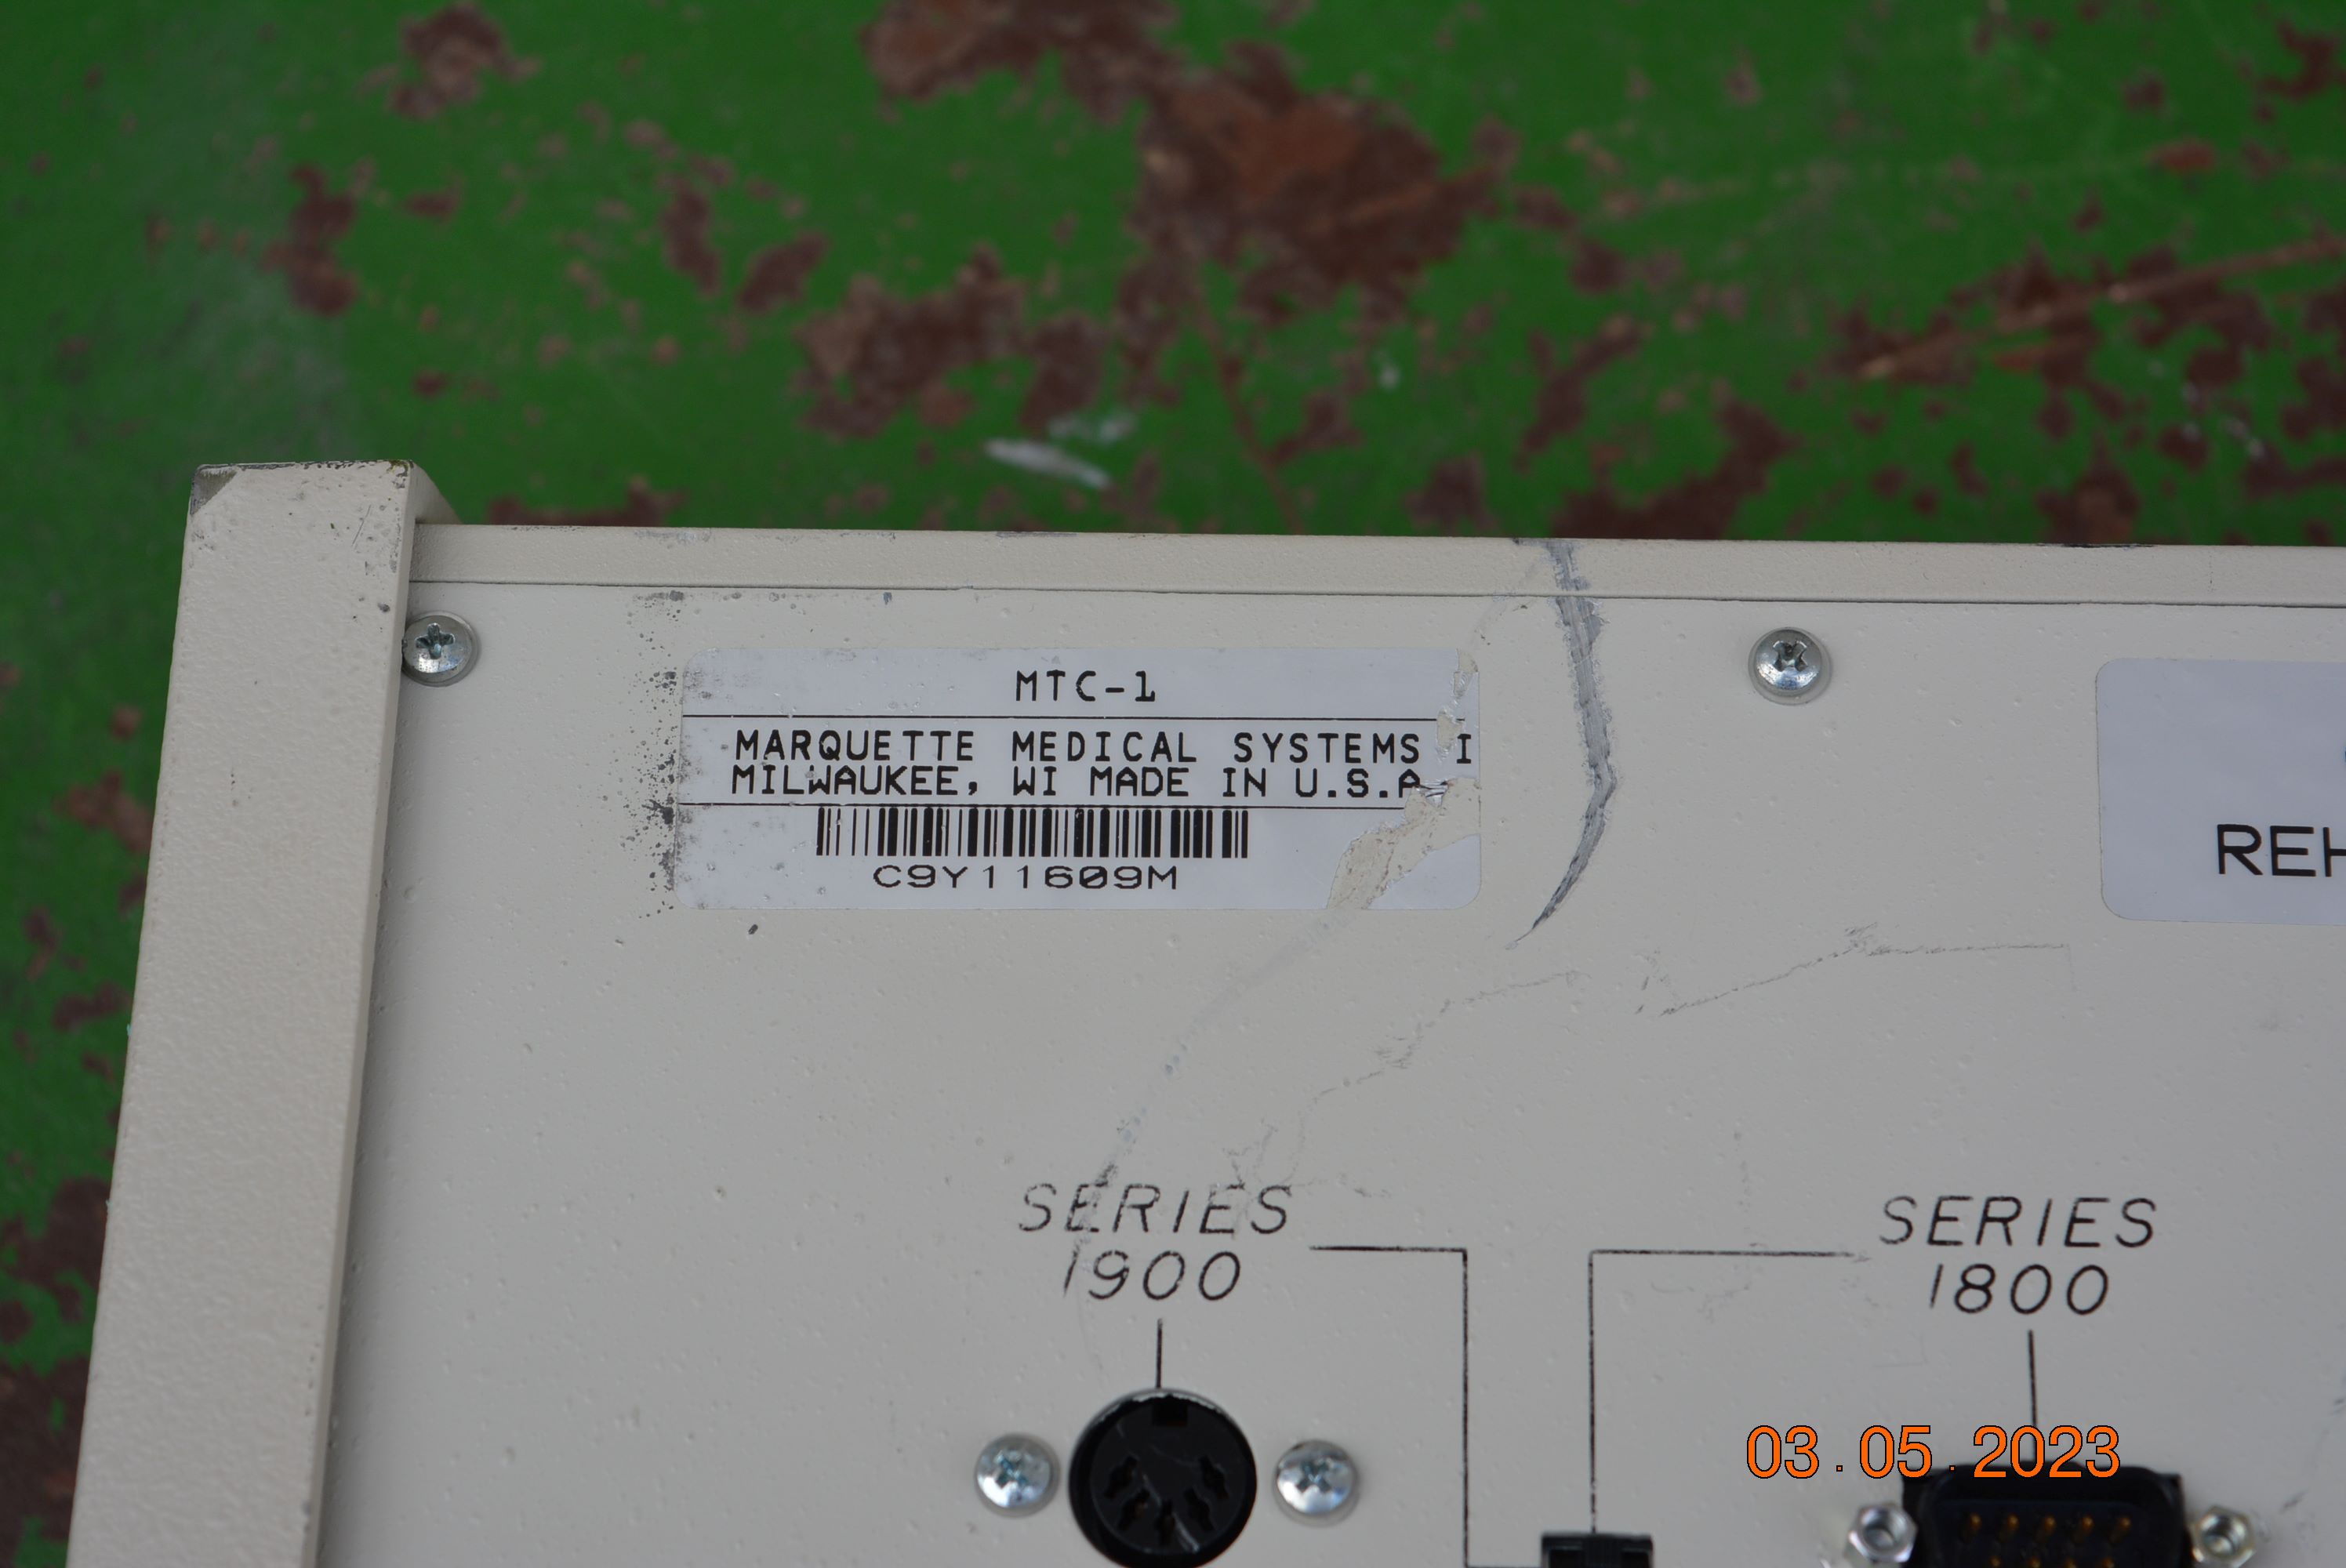 MTC-1
MARQUETTE MEDICAL SYSTEMS I
MILWAUKEE, WI MADE IN U.S.A
C9Y11609M
REH
SERIES
1900
SERIES
1800
03.05.2023